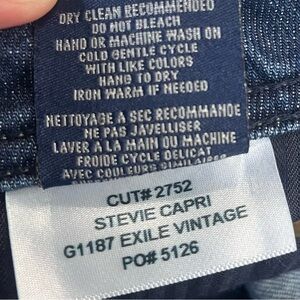 DRY CLEAN RECOMMENDED
DO NOT BLEACH
HAND OR MACHINE WASH ON
COLD GENTLE CYCLE
WITH LIKE COLORS
HAND TO DRY
IRON WARM IF NEEDED
NETTOYAGE A SEC RECOMMANDE
NE PAS JAVELLISER
LAVER A LA MAIN OU MACHINE
FROIDE CYCLE DELICAT
AVEC COULEURS SIMILAIRES
CUT# 2752
STEVIE CAPRI
G1187 EXILE VINTAGE
PO# 5126